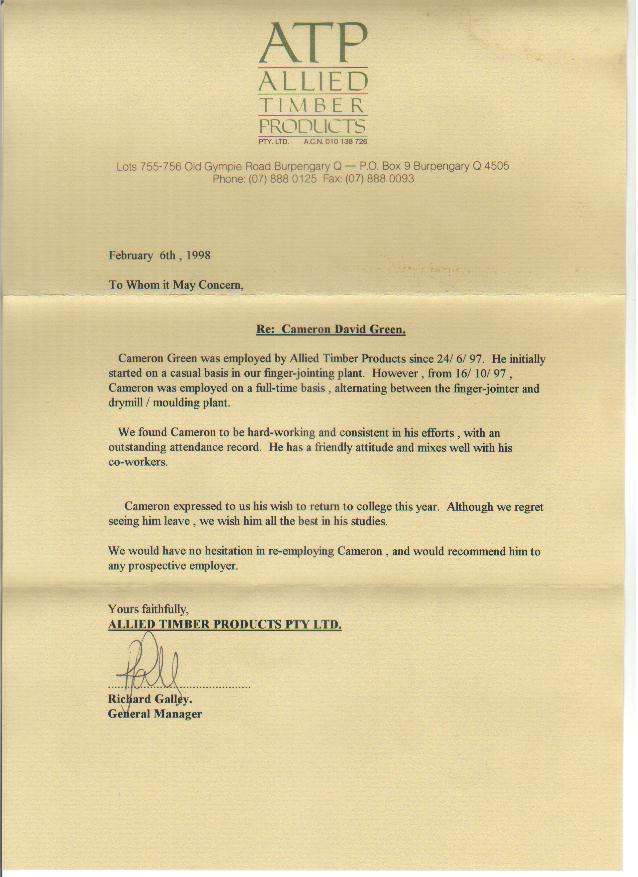 ATP
ALLIED
TIMBER
PRODUCTS
PTY. LTD. A.C.N. 010 138 726
Lots 755-756 Old Gympie Road Burpengary Q — P.O. Box 9 Burpengary Q 4505
Phone: (07) 888 0125 Fax: (07) 888 0093
February 6th , 1998
To Whom it May Concern,
Re: Cameron David Green.
Cameron Green was employed by Allied Timber Products since 24/ 6/ 97. He initially
started on a casual basis in our finger-jointing plant. However , from 16/ 10/ 97 ,
Cameron was employed on a full-time basis , alternating between the finger-jointer and
drymill / moulding plant.
We found Cameron to be hard-working and consistent in his efforts , with an
outstanding attendance record. He has a friendly attitude and mixes well with his
co-workers.
Cameron expressed to us his wish to return to college this year. Although we regret
seeing him leave , we wish him all the best in his studies.
We would have no hesitation in re-employing Cameron , and would recommend him to
any prospective employer.
Yours faithfully,
ALLIED TIMBER PRODUCTS PTY LTD.
Richard Galley.
General Manager